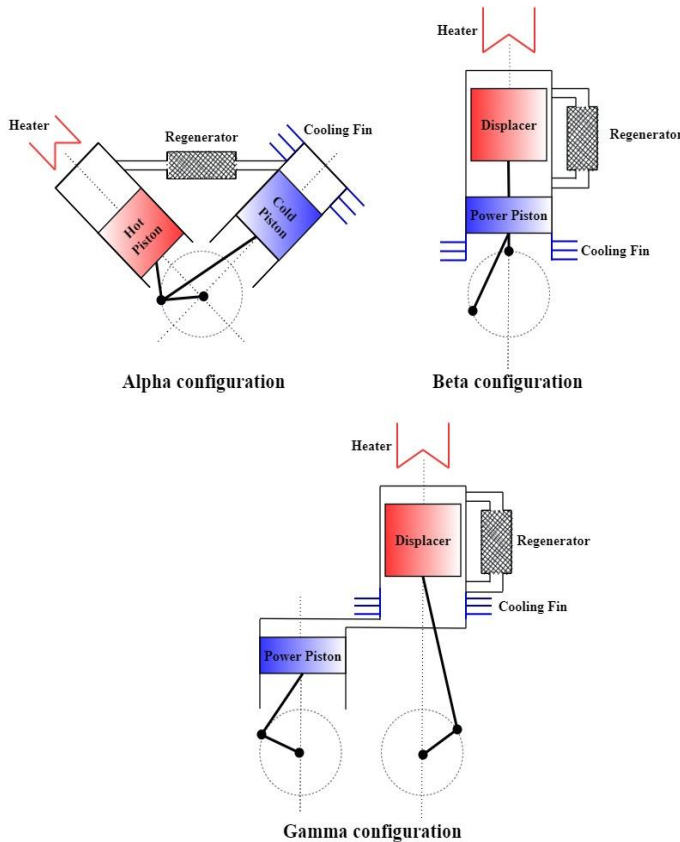 Heater
Regenerator
Cooling Fin
Hot
Piston
Cold
Piston
Alpha configuration
Heater
Displacer
Regenerator
Power Piston
Cooling Fin
Beta configuration
Heater
Displacer
Regenerator
Cooling Fin
Power Piston
Gamma configuration